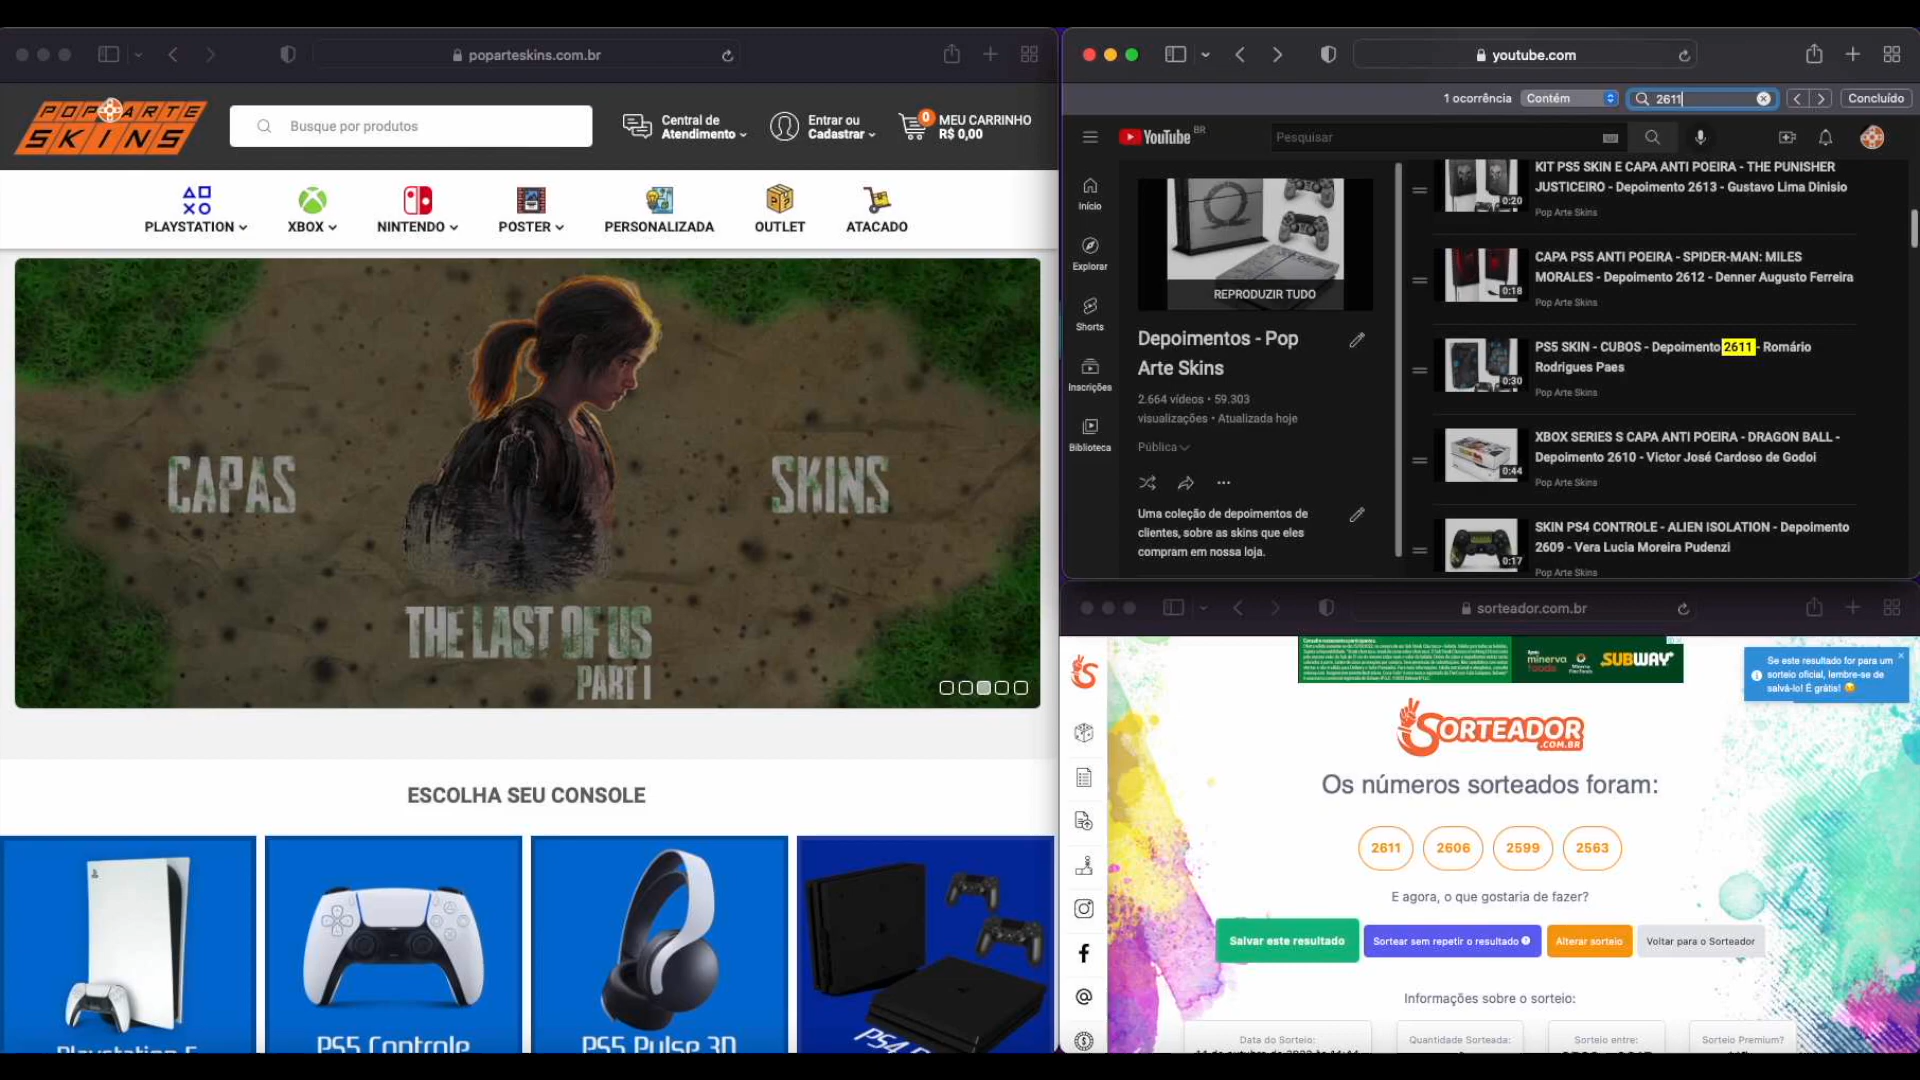 poparteskins.com.br
POP ARTE
SKINS
Busque por produtos
Central de
Atendimento
Entrar ou
Cadastrar
0
MEU CARRINHO
R$ 0,00
PLAYSTATION
XBOX
NINTENDO
POSTER
PERSONALIZADA
OUTLET
ATACADO
CAPAS
SKINS
THE LAST OF US
PART I
ESCOLHA SEU CONSOLE
PS5 Controle
PS5 Pulse 3D
youtube.com
1 ocorrência
Contém
2611
Concluído
YouTube BR
Pesquisar
Início
Explorar
Shorts
Inscrições
Biblioteca
REPRODUZIR TUDO
Depoimentos - Pop
Arte Skins
2.664 vídeos • 59.303
visualizações • Atualizada hoje
Pública
Uma coleção de depoimentos de
clientes, sobre as skins que eles
compram em nossa loja.
KIT PS5 SKIN E CAPA ANTI POEIRA - THE PUNISHER
JUSTICEIRO - Depoimento 2613 - Gustavo Lima Dinisio
0:20
Pop Arte Skins
CAPA PS5 ANTI POEIRA - SPIDER-MAN: MILES
MORALES - Depoimento 2612 - Denner Augusto Ferreira
0:18
Pop Arte Skins
PS5 SKIN - CUBOS - Depoimento 2611 - Romário
Rodrigues Paes
0:30
Pop Arte Skins
XBOX SERIES S CAPA ANTI POEIRA - DRAGON BALL -
Depoimento 2610 - Victor José Cardoso de Godoi
0:44
Pop Arte Skins
SKIN PS4 CONTROLE - ALIEN ISOLATION - Depoimento
2609 - Vera Lucia Moreira Pudenzi
0:17
Pop Arte Skins
sorteador.com.br
minerva
foods
SUBWAY
Se este resultado for para um
sorteio oficial, lembre-se de
salvá-lo! É grátis!
SORTEADOR
.COM.BR
Os números sorteados foram:
2611
2606
2599
2563
E agora, o que gostaria de fazer?
Salvar este resultado
Sortear sem repetir o resultado
Alterar sorteio
Voltar para o Sorteador
Informações sobre o sorteio:
Data do Sorteio:
Quantidade Sorteada:
Sorteio entre:
Sorteio Premium?